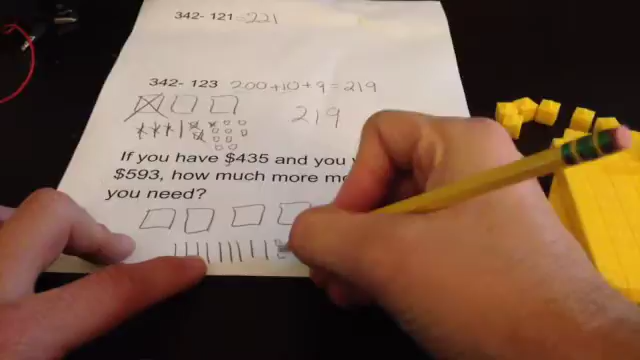 342- 121 = 221
342- 123 200 + 10 + 9 = 219
219
If you have $435 and you
$593, how much more
you need?